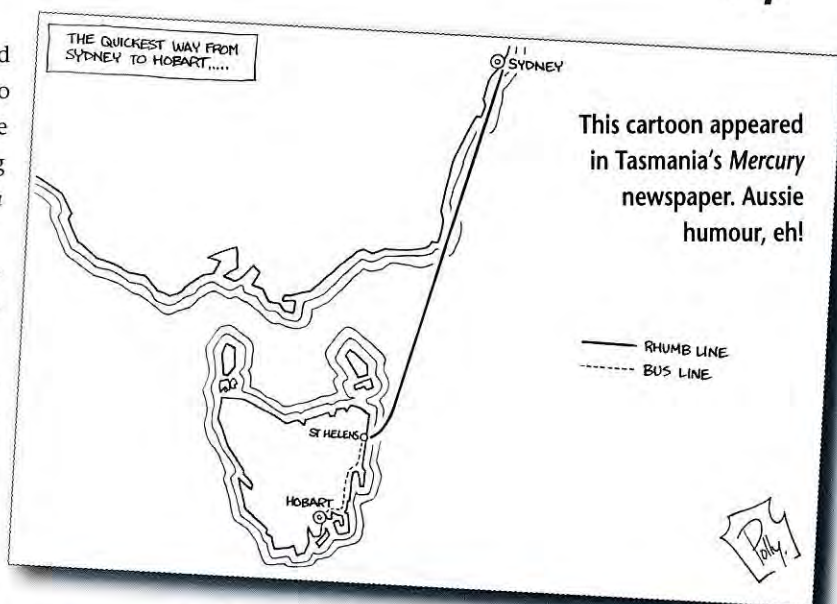 THE QUICKEST WAY FROM
SYDNEY TO HOBART.....
SYDNEY
This cartoon appeared
in Tasmania's Mercury
newspaper. Aussie
humour, eh!
RHUMB LINE
BUS LINE
ST HELENS
HOBART
Polly.